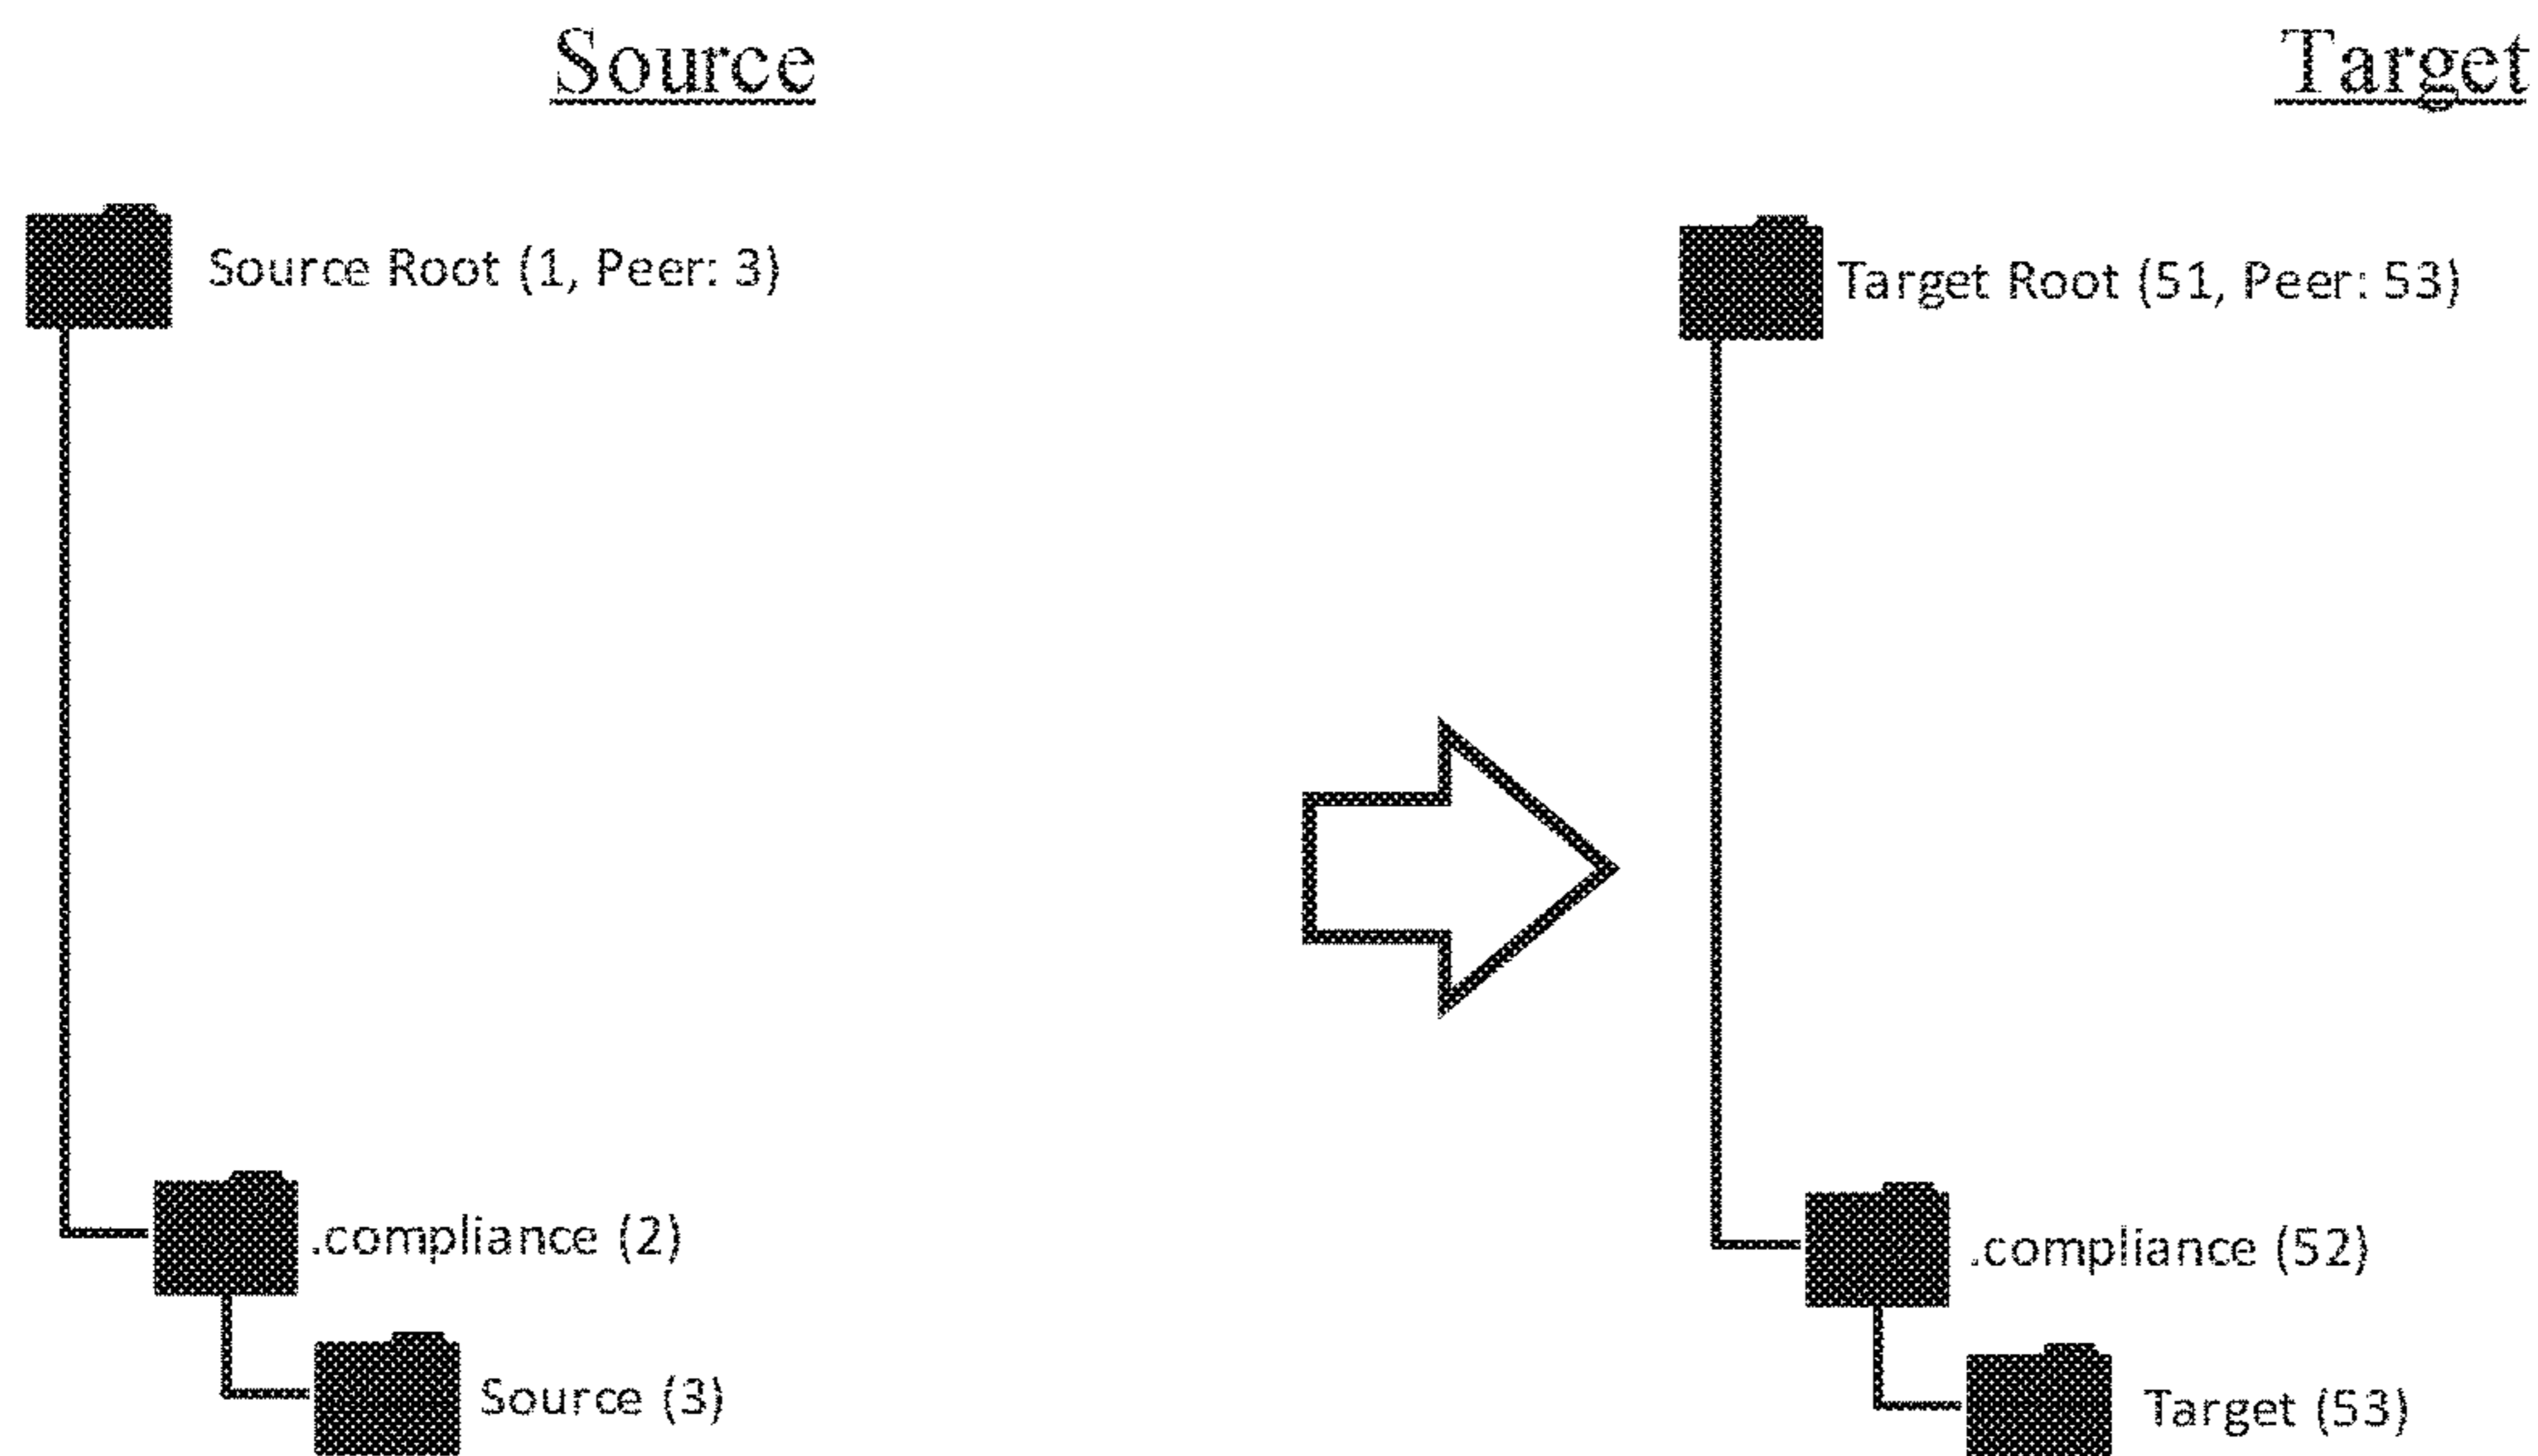 Source
Target
Source Root (1, Peer: 3)
Target Root (51, Peer: 53)
.compliance (2)
.compliance (52)
Source (3)
Target (53)